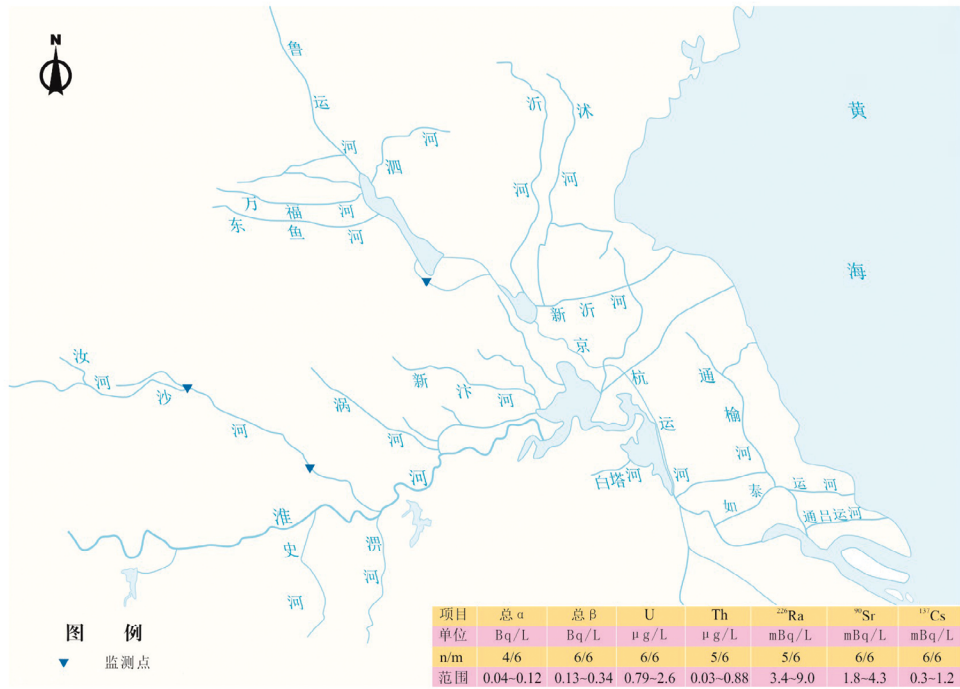 N
鲁
运
河
泗
河
沂
河
沭
河
黄
海
万福河
东鱼河
新沂河
京
杭
运
河
汝河
沙
河
涡
河
新汴河
通
榆
河
白塔河
如泰运河
通吕运河
淮
河
史
河
淠
河
图 例
监测点
项目 总α 总β U Th ²²⁶Ra ⁹⁰Sr ¹³⁷Cs
单位 Bq/L Bq/L μg/L μg/L mBq/L mBq/L mBq/L
n/m 4/6 6/6 6/6 5/6 5/6 6/6 6/6
范围 0.04~0.12 0.13~0.34 0.79~2.6 0.03~0.88 3.4~9.0 1.8~4.3 0.3~1.2